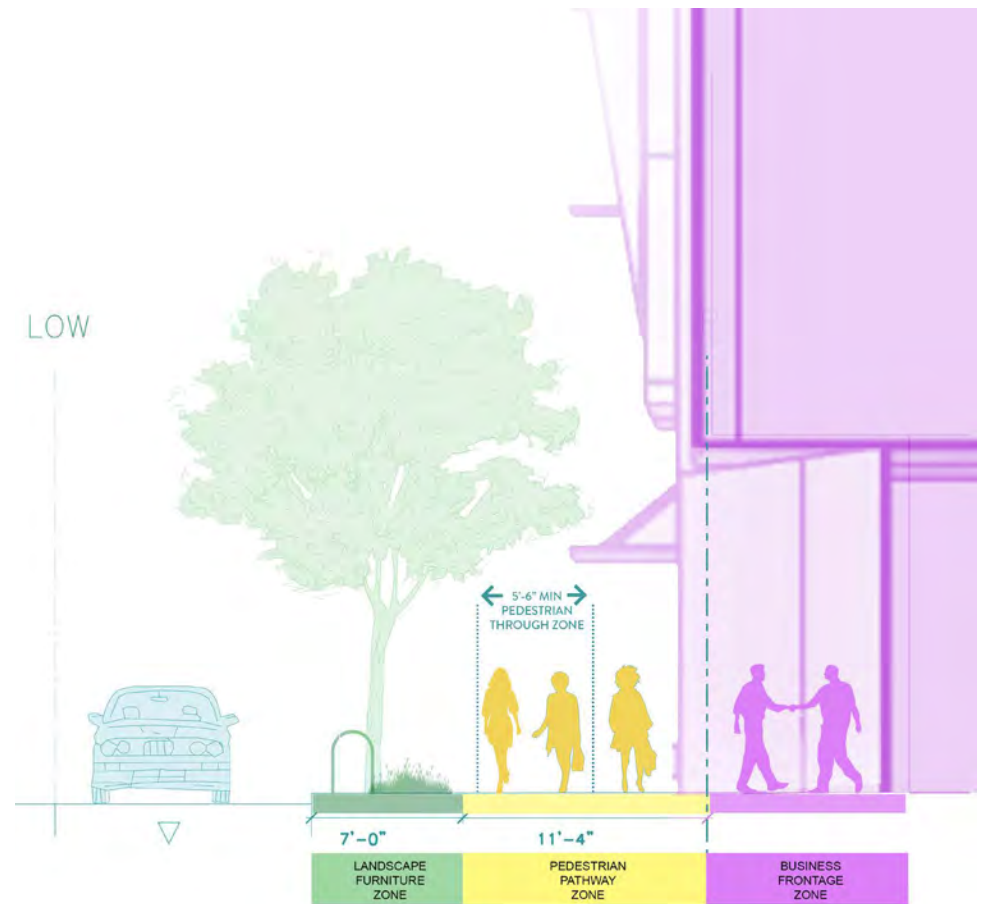 LOW
5'-6" MIN
PEDESTRIAN
THROUGH ZONE
7'-0"
11'-4"
LANDSCAPE
FURNITURE
ZONE
PEDESTRIAN
PATHWAY
ZONE
BUSINESS
FRONTAGE
ZONE